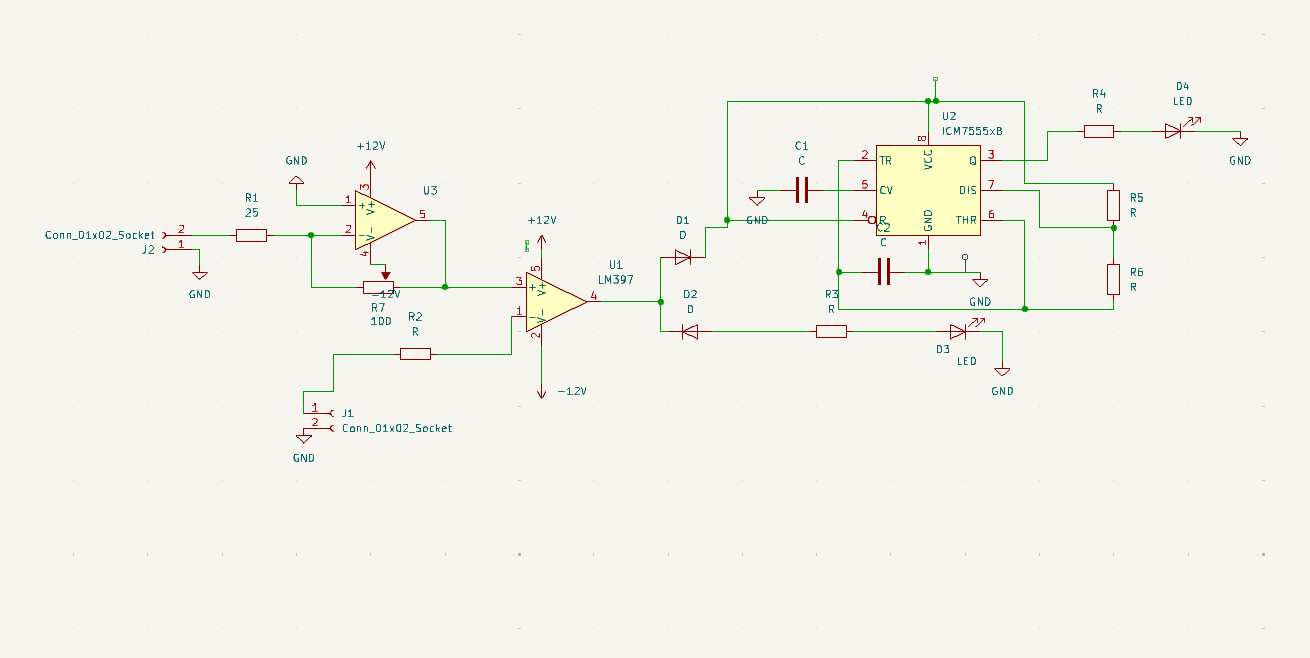 GND
+12V
U3
R1
25
3
V+
1
+
2
−
V-
5
4
Conn_01x02_Socket
2
J2
1
GND
−12V
R7
100
R2
R
+12V
5
V+
U1
LM397
3
+
1
−
V-
2
4
−12V
1
J1
2
Conn_01x02_Socket
GND
D1
D
D2
D
R3
R
D3
LED
GND
C1
C
GND
C2
C
U2
ICM7555xB
8
VCC
2
TR
Q
3
5
CV
DIS
7
4
R
THR
6
GND
1
GND
R4
R
D4
LED
GND
R5
R
R6
R